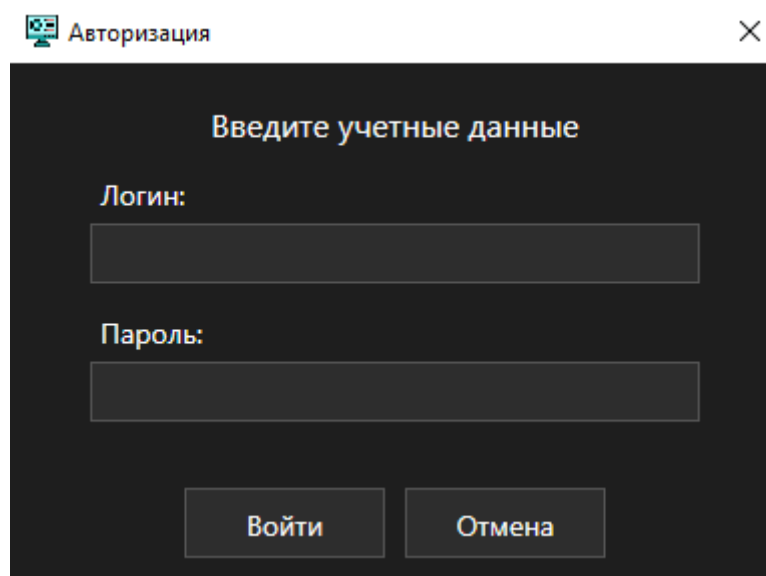 Авторизация
Введите учетные данные
Логин:
Пароль:
Войти Отмена